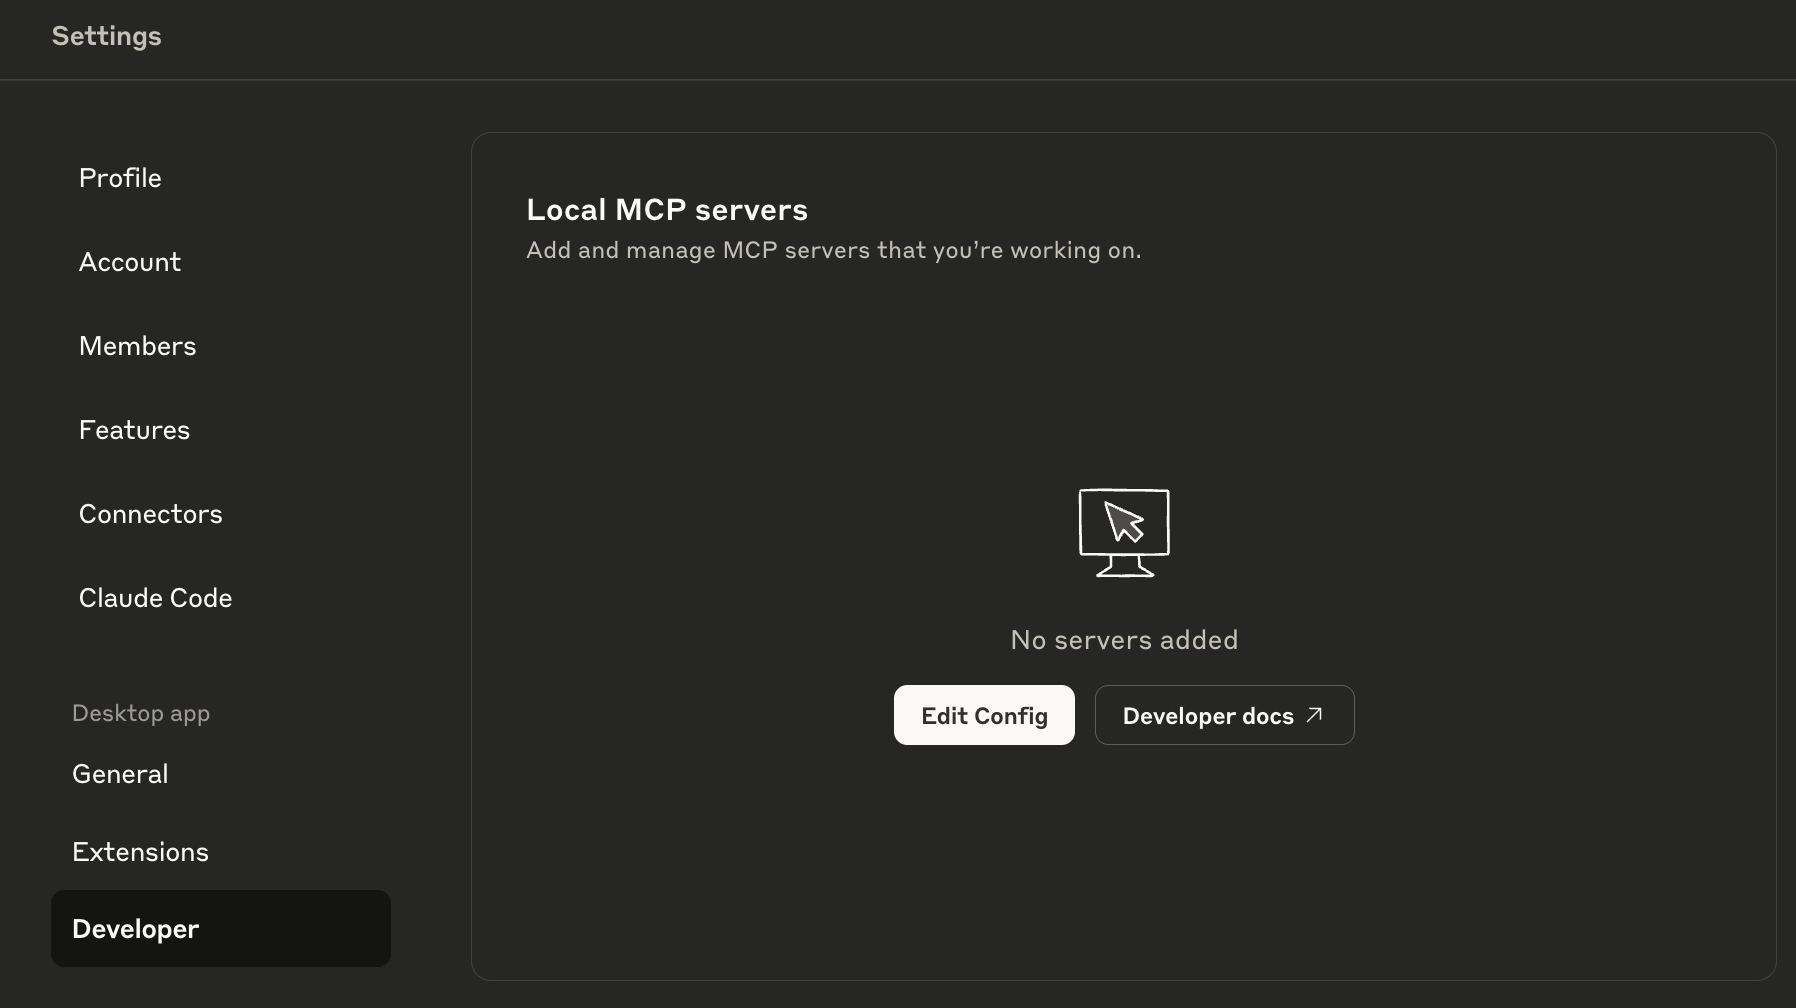 Settings
Profile
Account
Members
Features
Connectors
Claude Code
Desktop app
General
Extensions
Developer
Local MCP servers
Add and manage MCP servers that you’re working on.
No servers added
Edit Config
Developer docs